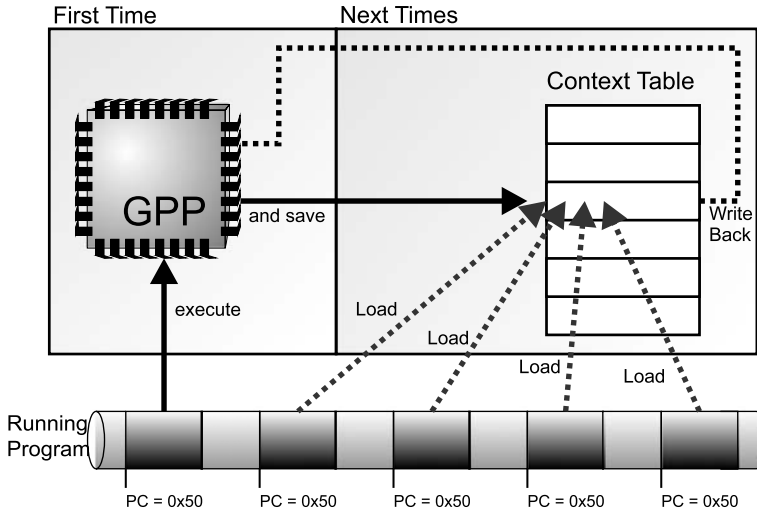 First Time
Next Times
Context Table
GPP
and save
Write
Back
execute
Load
Load
Load
Load
Running
Program
PC = 0x50
PC = 0x50
PC = 0x50
PC = 0x50
PC = 0x50